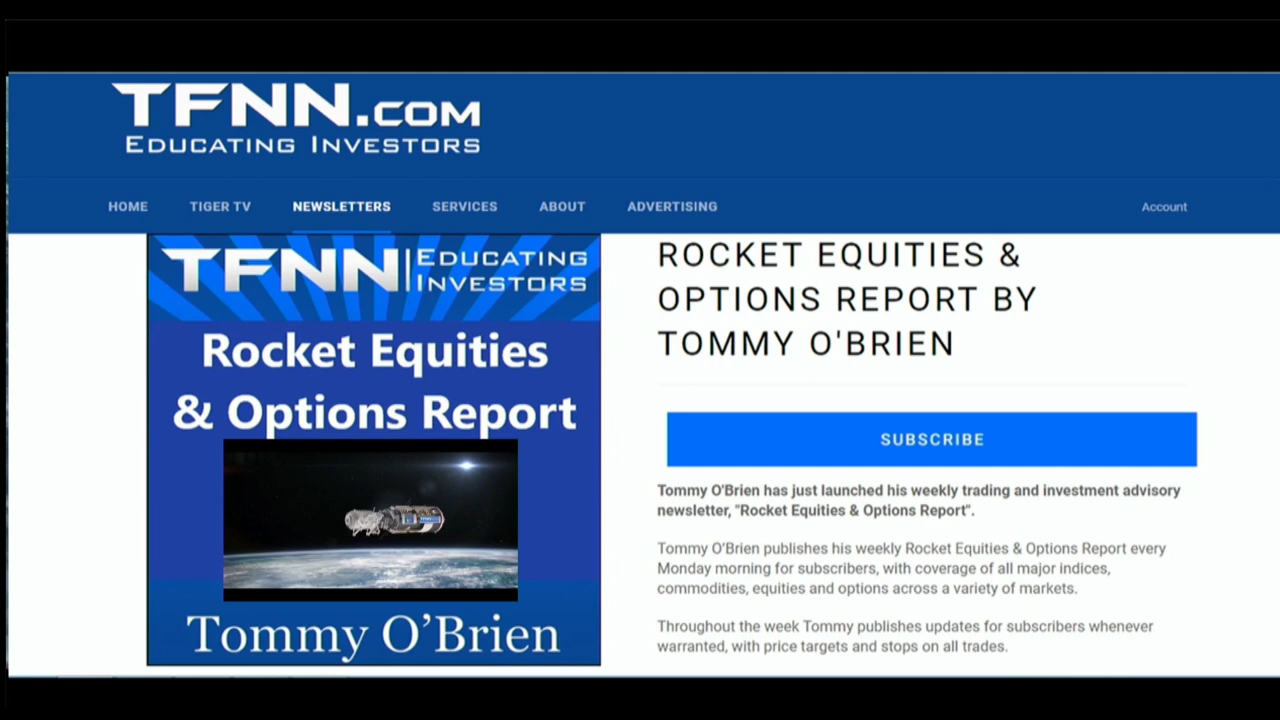 TFNN.COM
EDUCATING INVESTORS
HOME TIGER TV NEWSLETTERS SERVICES ABOUT ADVERTISING Account
TFNN EDUCATING
INVESTORS
Rocket Equities
& Options Report
Tommy O’Brien
ROCKET EQUITIES &
OPTIONS REPORT BY
TOMMY O'BRIEN
SUBSCRIBE
Tommy O'Brien has just launched his weekly trading and investment advisory
newsletter, "Rocket Equities & Options Report".
Tommy O’Brien publishes his weekly Rocket Equities & Options Report every
Monday morning for subscribers, with coverage of all major indices,
commodities, equities and options across a variety of markets.
Throughout the week Tommy publishes updates for subscribers whenever
warranted, with price targets and stops on all trades.